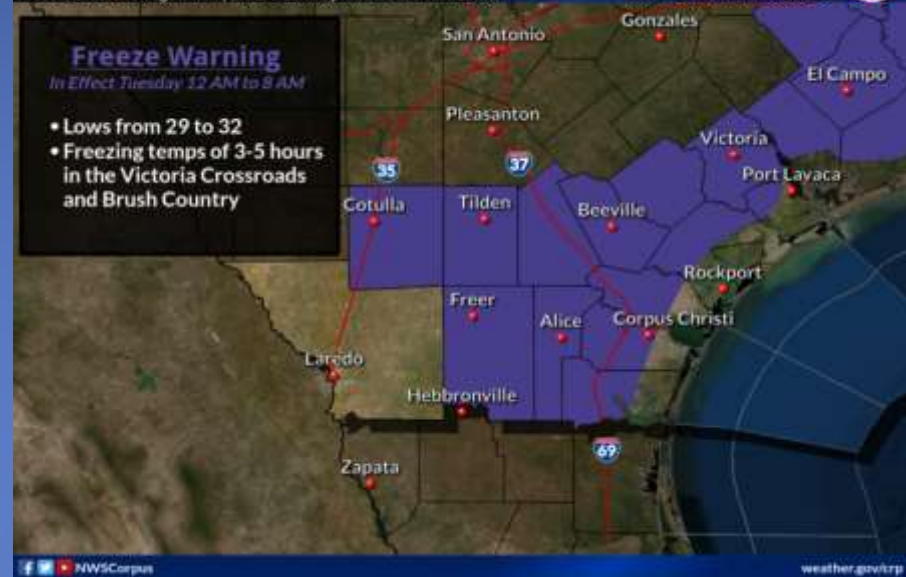 Freeze Warning
In Effect Tuesday 12 AM to 8 AM
• Lows from 29 to 32
• Freezing temps of 3-5 hours
in the Victoria Crossroads
and Brush Country
Gonzales
San Antonio
El Campo
Pleasanton
Victoria
35
37
Port Lavaca
Cotulla
Tilden
Beeville
Rockport
Freer
Alice
Corpus Christi
Laredo
Hebbronville
69
Zapata
NWSCorpus
weather.gov/crp